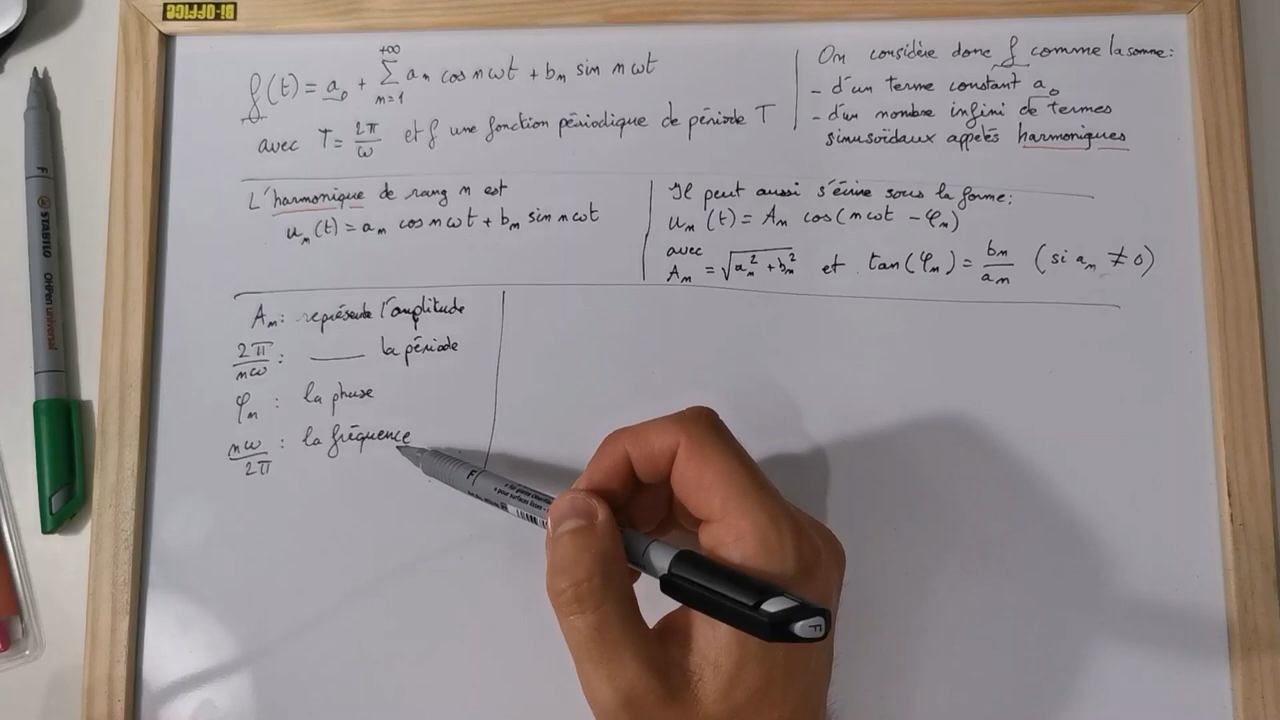 BI-OFFICE
f(t) = a₀ + Σ_{n=1}^{+∞} aₙ cos nωt + bₙ sin nωt
avec T = 2π/ω et f une fonction périodique de période T
On considère donc f comme la somme :
- d'un terme constant a₀
- d'un nombre infini de termes
sinusoïdaux appelés harmoniques
L'harmonique de rang n est
uₙ(t) = aₙ cos nωt + bₙ sin nωt
Il peut aussi s'écrire sous la forme :
uₙ(t) = Aₙ cos(nωt - φₙ)
avec
Aₙ = √(aₙ² + bₙ²) et tan(φₙ) = bₙ/aₙ (si aₙ ≠ 0)
Aₙ : représente l'amplitude
2π/nω : ____ la période
φₙ : la phase
nω/2π : la fréquence
F STABILO OHPen universal
F
F